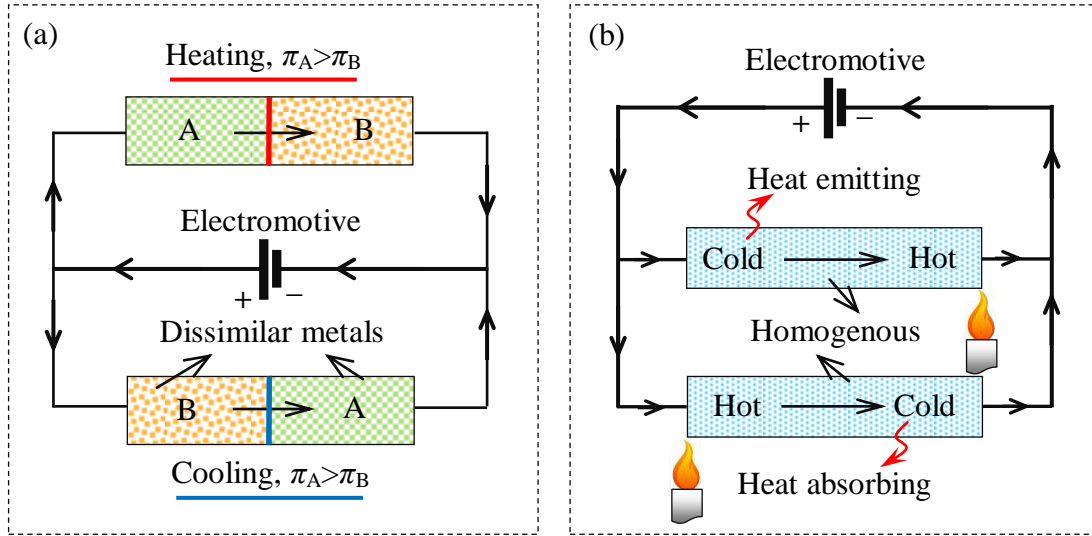 (a)
Heating, πA>πB
A
B
Electromotive
+
−
Dissimilar metals
B
A
Cooling, πA>πB
(b)
Electromotive
+
−
Heat emitting
Cold
Hot
Homogenous
Hot
Cold
Heat absorbing